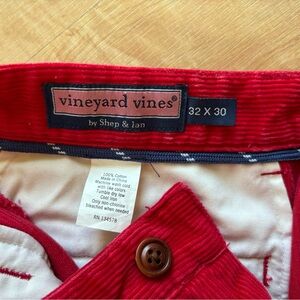 vineyard vines®
32 X 30
by Shep & Ian
100% Cotton
Made in China
Machine wash cold
with like colors
Tumble dry low
Cool Iron
Only non-chlorine
bleached when needed
RN 134578